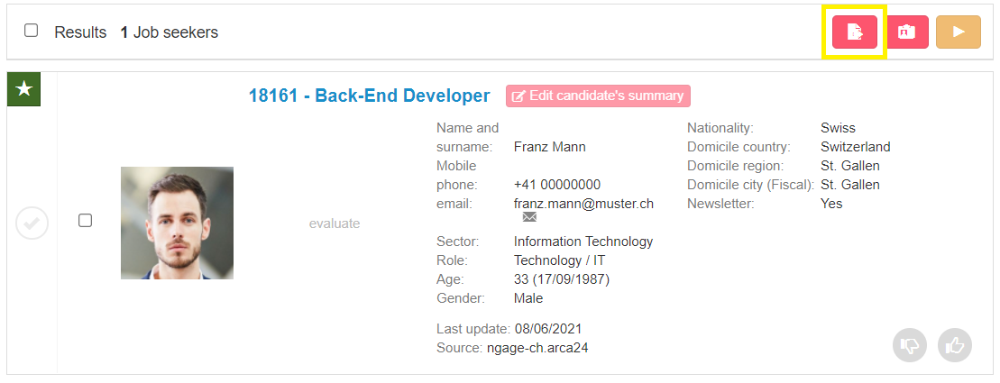 Results 1 Job seekers
18161 - Back-End Developer Edit candidate's summary
Name and
surname: Franz Mann
Mobile
phone: +41 00000000
email: franz.mann@muster.ch
Nationality: Swiss
Domicile country: Switzerland
Domicile region: St. Gallen
Domicile city (Fiscal): St. Gallen
Newsletter: Yes
evaluate
Sector: Information Technology
Role: Technology / IT
Age: 33 (17/09/1987)
Gender: Male
Last update: 08/06/2021
Source: ngage-ch.arca24